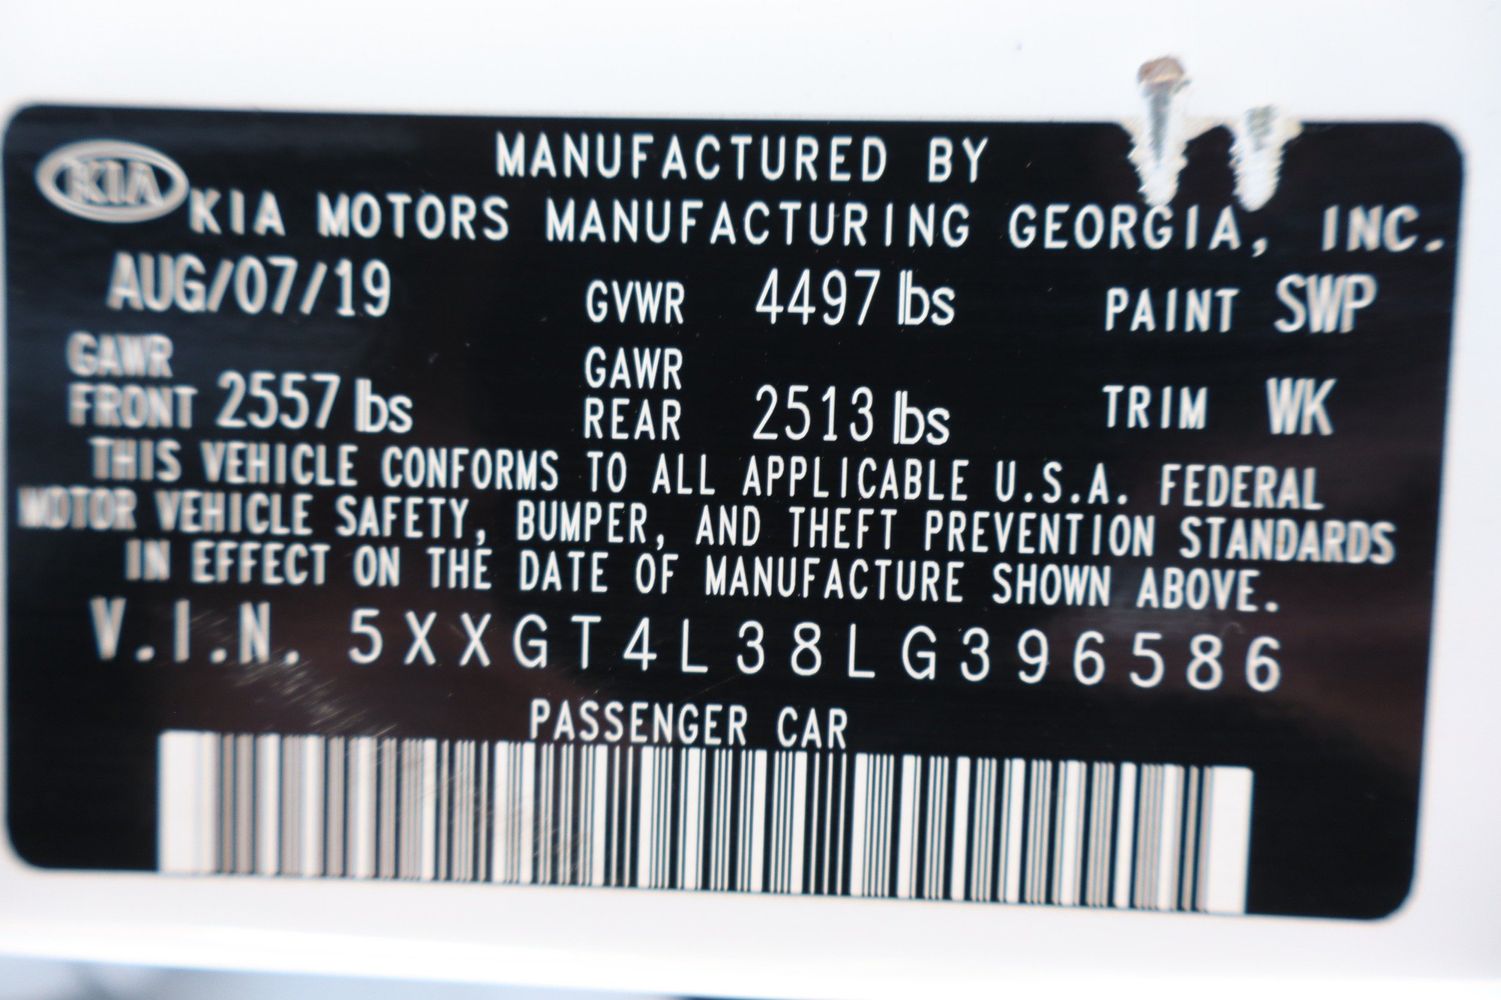 MANUFACTURED BY
KIA
KIA MOTORS MANUFACTURING GEORGIA, INC.
AUG/07/19 GVWR 4497 lbs PAINT SWP
GAWR FRONT 2557 lbs GAWR REAR 2513 lbs TRIM WK
THIS VEHICLE CONFORMS TO ALL APPLICABLE U.S.A. FEDERAL
MOTOR VEHICLE SAFETY, BUMPER, AND THEFT PREVENTION STANDARDS
IN EFFECT ON THE DATE OF MANUFACTURE SHOWN ABOVE.
V.I.N. 5XXGT4L38LG396586
PASSENGER CAR